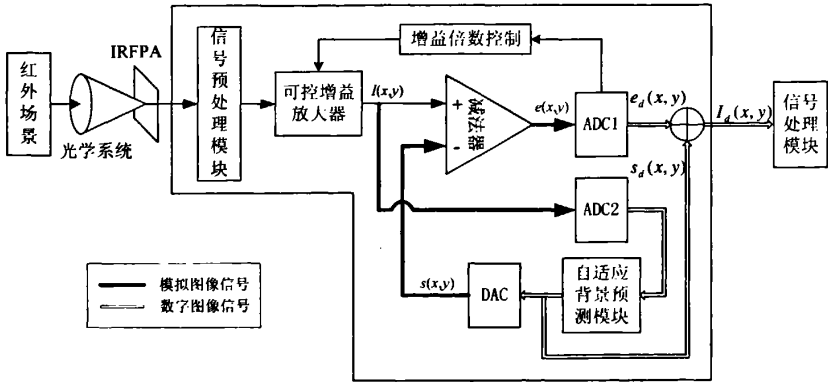 红外场景
光学系统
IRFPA
信号预处理模块
可控增益
放大器
增益倍数控制
I(x,y)
+
-
减法器
e(x,y)
ADC1
e_d(x, y)
I_d(x, y)
信号
处理
模块
s_d(x, y)
ADC2
自适应
背景预
测模块
DAC
s(x,y)
模拟图像信号
数字图像信号